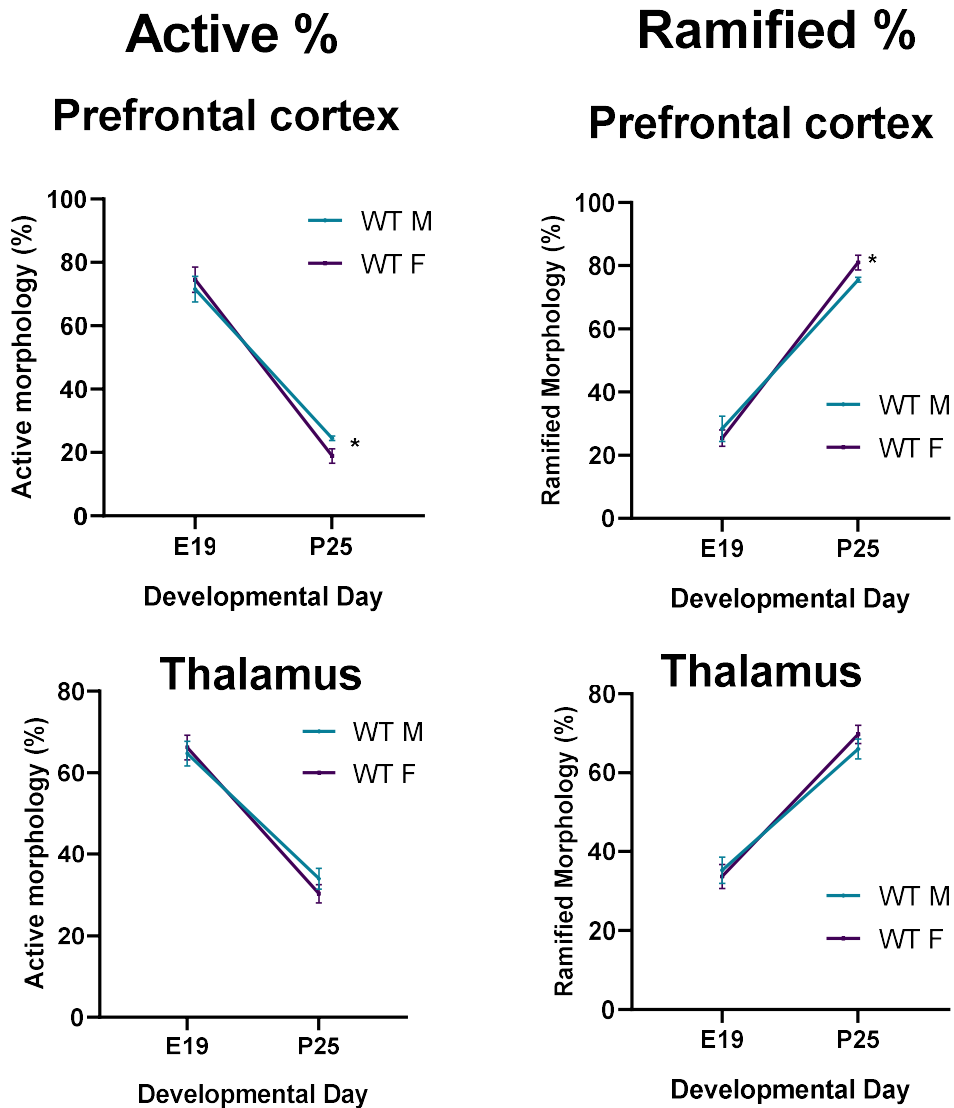 Active %
Ramified %
Prefrontal cortex
Prefrontal cortex
Active morphology (%)
100
80
60
40
20
0
WT M
WT F
*
E19
P25
Developmental Day
Ramified Morphology (%)
100
80
60
40
20
0
*
WT M
WT F
E19
P25
Developmental Day
Thalamus
Active morphology (%)
80
60
40
20
0
WT M
WT F
E19
P25
Developmental Day
Thalamus
Ramified Morphology (%)
80
60
40
20
0
WT M
WT F
E19
P25
Developmental Day